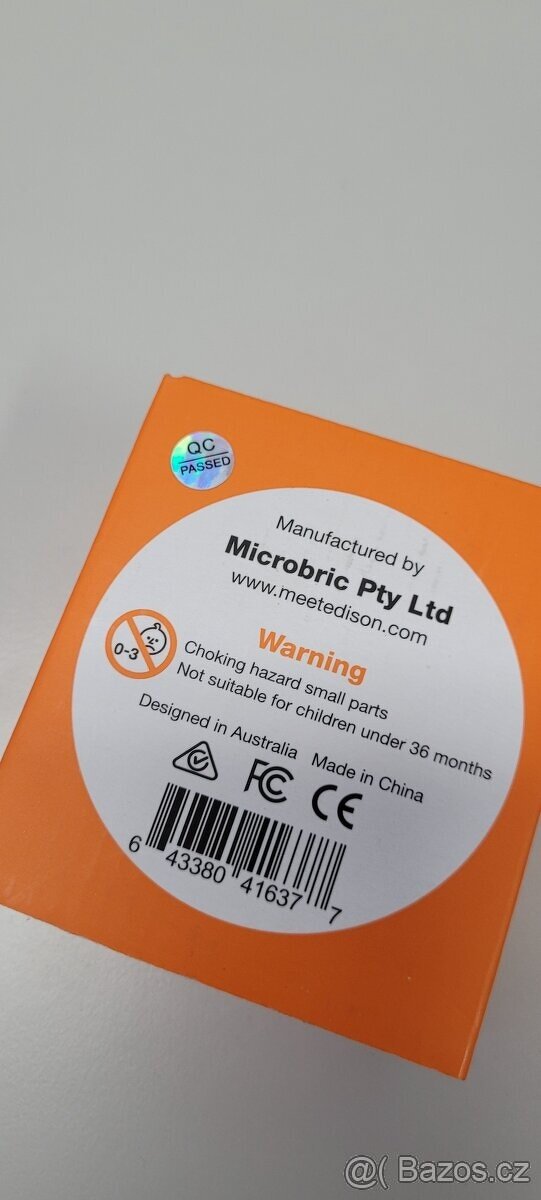 QC
PASSED
Manufactured by
Microbric Pty Ltd
www.meetedison.com
Warning
0-3
Choking hazard small parts
Not suitable for children under 36 months
Designed in Australia Made in China
FC CE
6 43380 41637 7
@( Bazos.cz